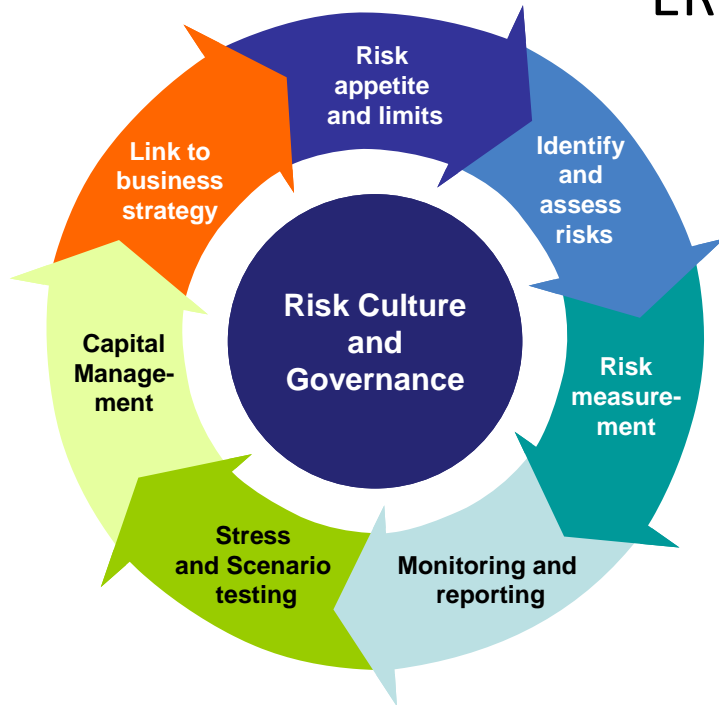 ER
Risk
appetite
and limits
Identify
and
assess
risks
Risk
measure-
ment
Monitoring and
reporting
Stress
and Scenario
testing
Capital
Manage-
ment
Link to
business
strategy
Risk Culture
and
Governance